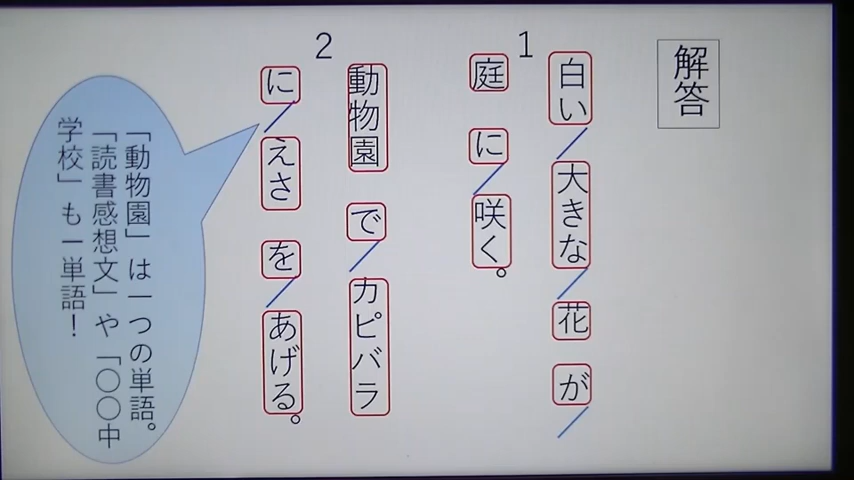 解答
1
白い/大きな/花が/
庭に/咲く。
2
動物園で/カピバラ
に/えさを/あげる。
「動物園」は一つの単語。
「読書感想文」や「〇〇中
学校」も一単語！